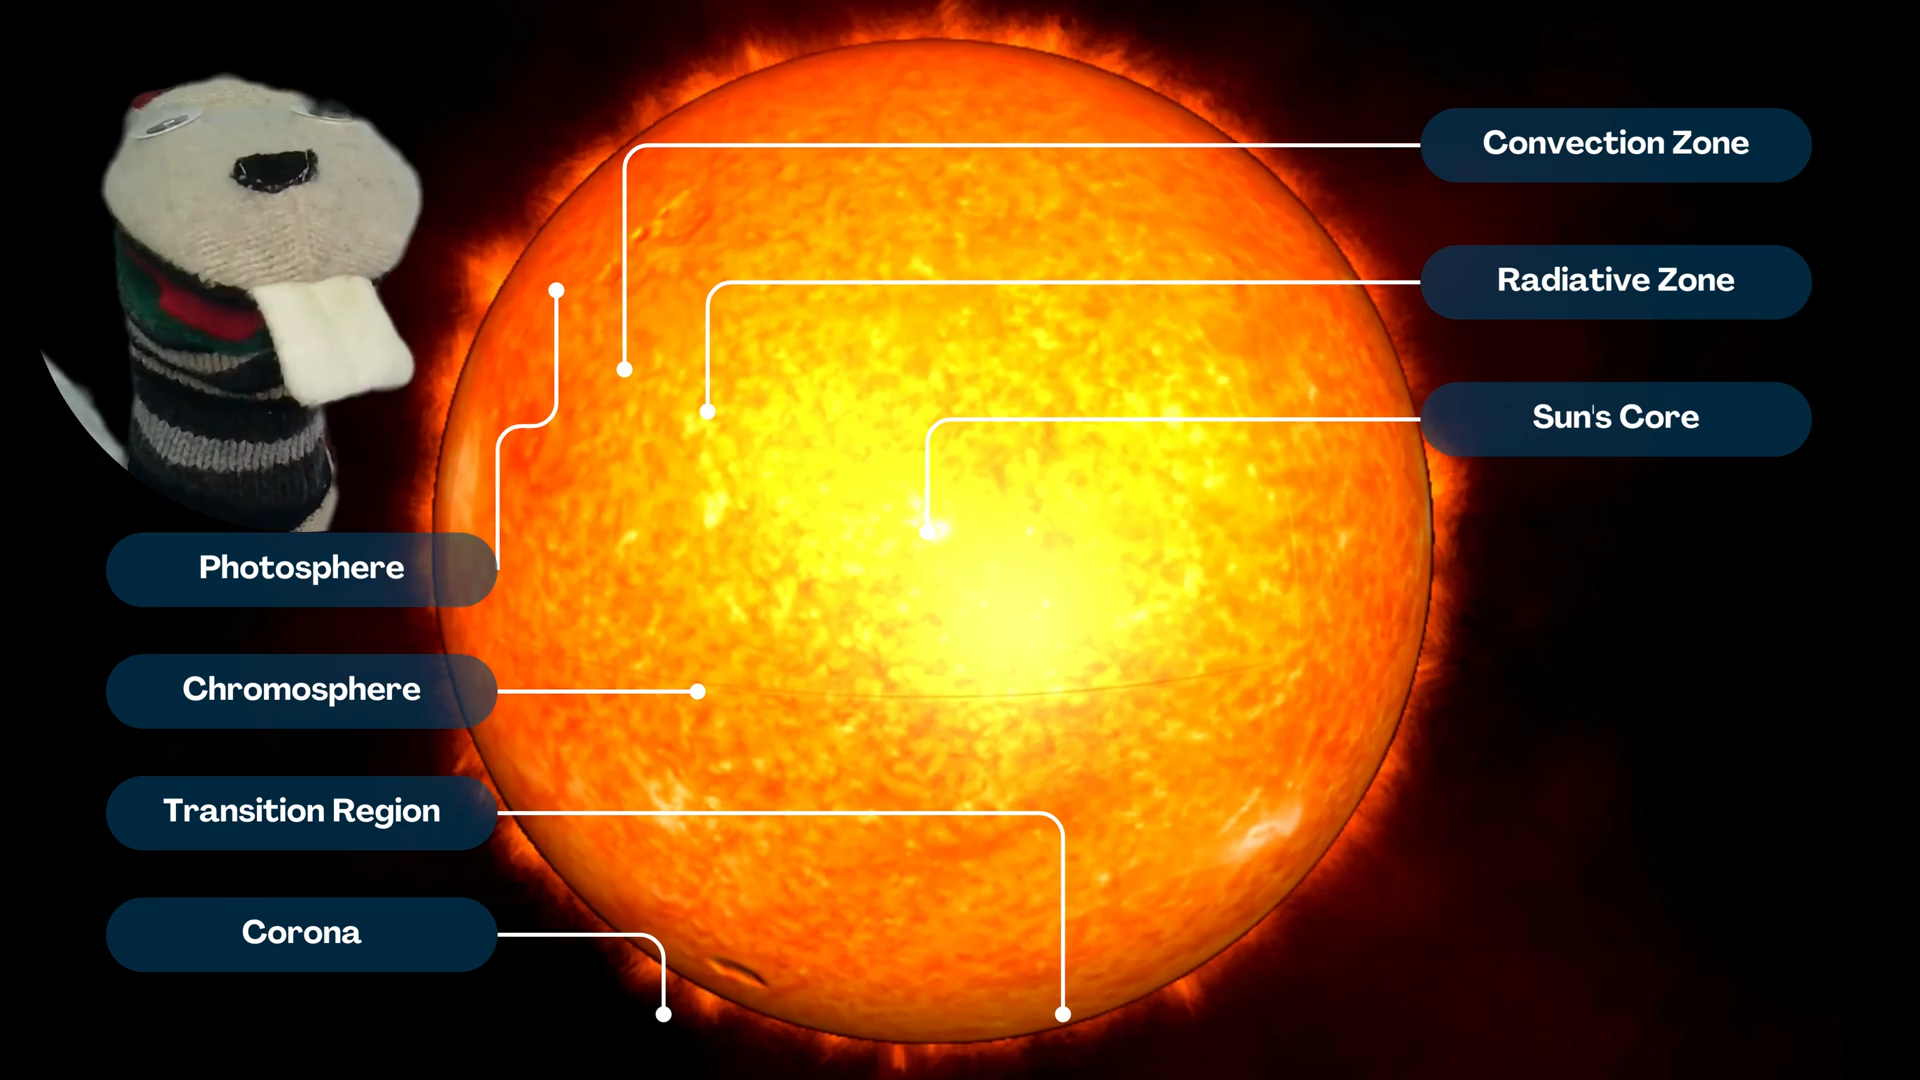 Convection Zone
Radiative Zone
Sun's Core
Photosphere
Chromosphere
Transition Region
Corona